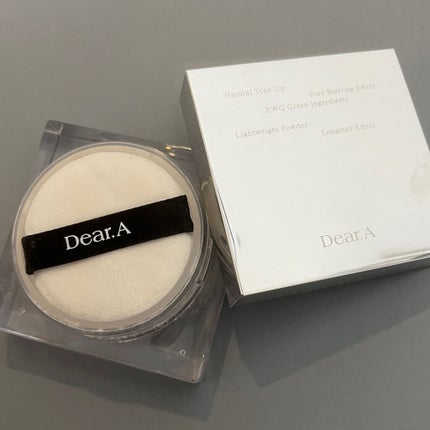 Natural Tone Up Pore Blurring Effect
EWG Green Ingredients
Lightweight Powder Longstay Effect
Dear.A
Dear.A